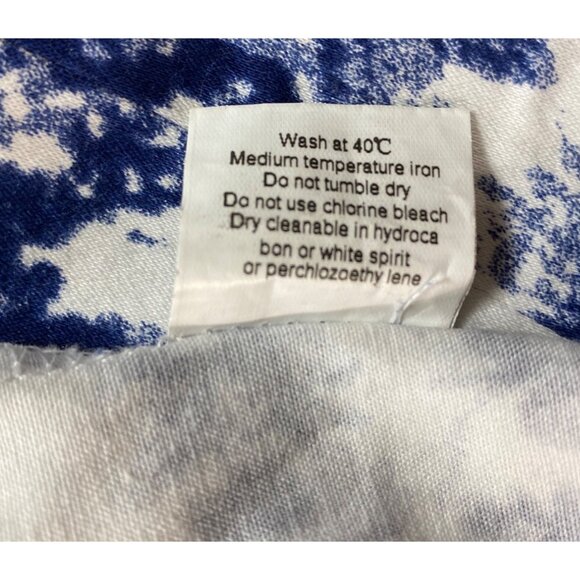 Wash at 40℃
Medium temperature iron
Do not tumble dry
Do not use chlorine bleach
Dry cleanable in hydroca
bon or white spirit
or perchlozoethy lene